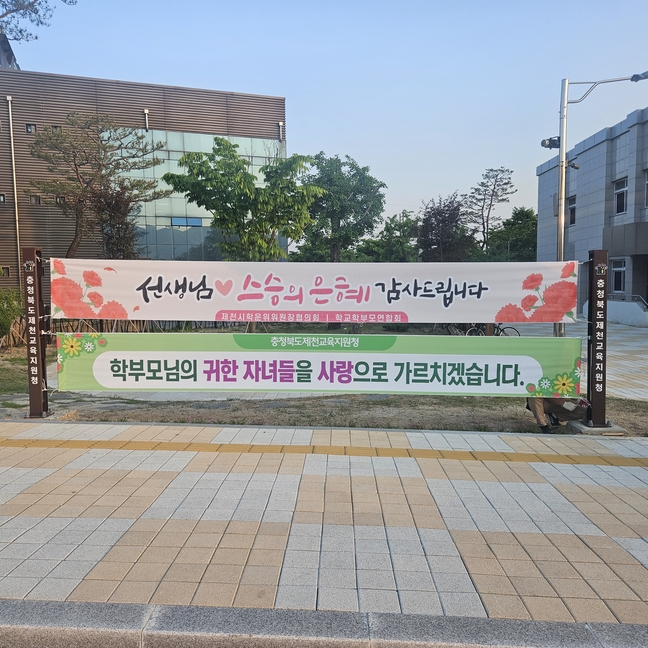 선생님♡스승의 은혜 감사드립니다
제천시학운위위원장협의회 | 학교학부모연합회
충청북도제천교육지원청
학부모님의 귀한 자녀들을 사랑으로 가르치겠습니다.
충청북도제천교육지원청
충청북도제천교육지원청